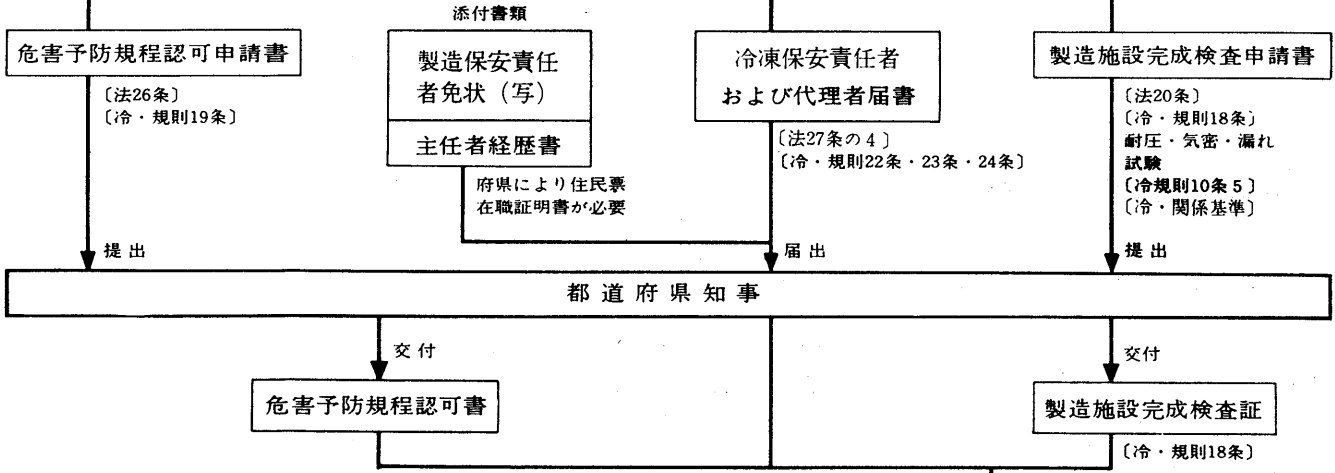 添付書類
危害予防規程認可申請書
〔法26条〕
〔冷・規則19条〕
製造保安責任
者免状（写）
主任者経歴書
府県により住民票
在職証明書が必要
冷凍保安責任者
および代理者届書
〔法27条の4〕
〔冷・規則22条・23条・24条〕
製造施設完成検査申請書
〔法20条〕
〔冷・規則18条〕
耐圧・気密・漏れ
試験
〔冷規則10条5〕
〔冷・関係基準〕
提出
届出
提出
都道府県知事
交付
交付
危害予防規程認可書
製造施設完成検査証
〔冷・規則18条〕